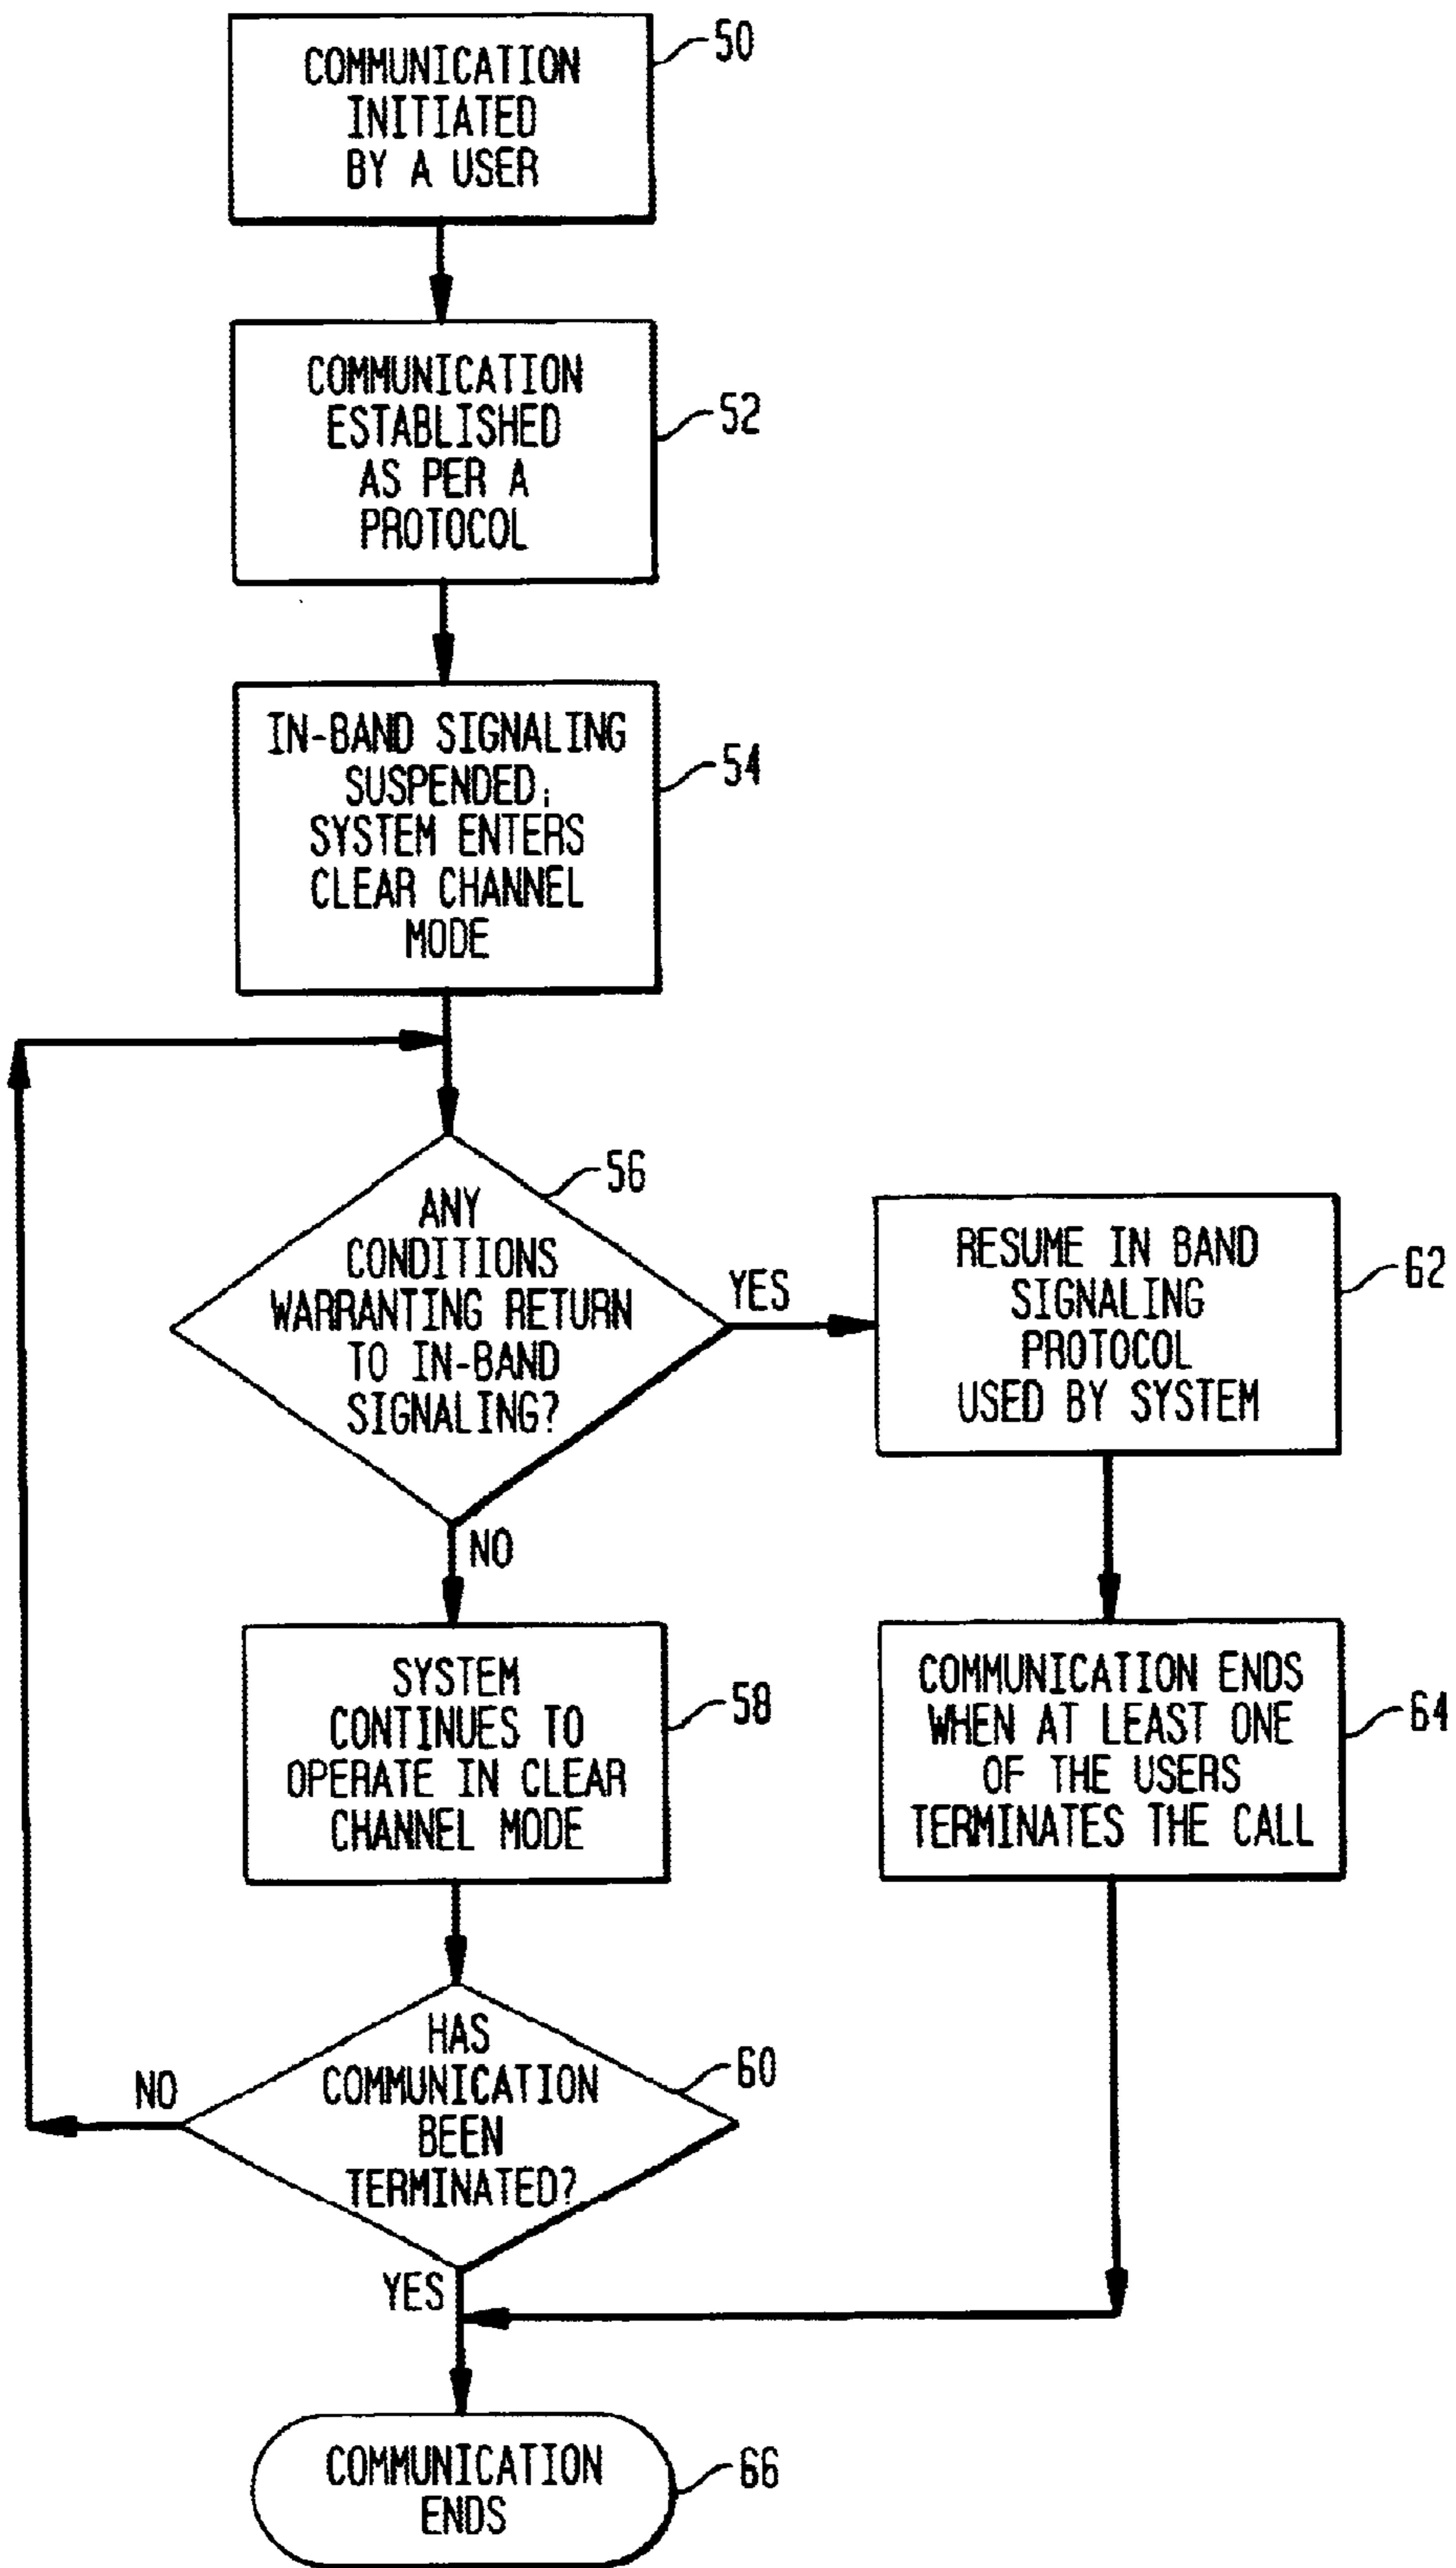 COMMUNICATION
INITIATED
BY A USER
50
COMMUNICATION
ESTABLISHED
AS PER A
PROTOCOL
52
IN-BAND SIGNALING
SUSPENDED;
SYSTEM ENTERS
CLEAR CHANNEL
MODE
54
ANY
CONDITIONS
WARRANTING RETURN
TO IN-BAND
SIGNALING?
56
YES
RESUME IN BAND
SIGNALING
PROTOCOL
USED BY SYSTEM
62
NO
SYSTEM
CONTINUES TO
OPERATE IN CLEAR
CHANNEL MODE
58
COMMUNICATION ENDS
WHEN AT LEAST ONE
OF THE USERS
TERMINATES THE CALL
64
HAS
COMMUNICATION
BEEN
TERMINATED?
60
NO
YES
COMMUNICATION
ENDS
66